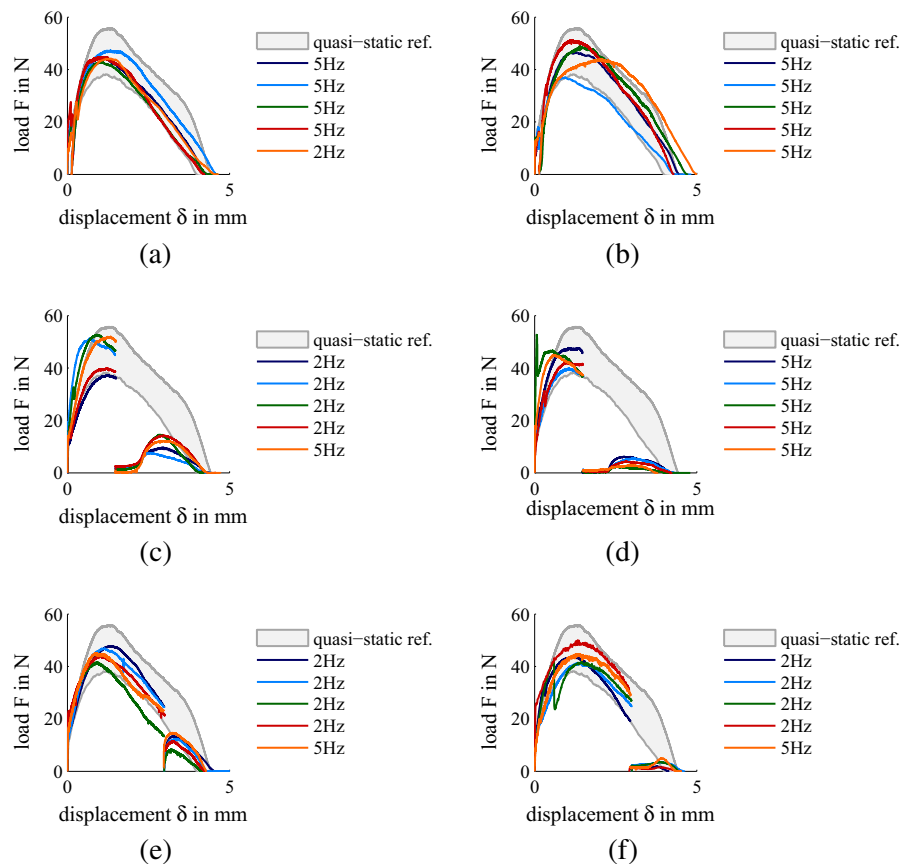 60
40
20
0
load F in N
0
5
displacement δ in mm
quasi−static ref.
5Hz
5Hz
5Hz
5Hz
2Hz
(a)
60
40
20
0
load F in N
0
5
displacement δ in mm
quasi−static ref.
5Hz
5Hz
5Hz
5Hz
5Hz
(b)
60
40
20
0
load F in N
0
5
displacement δ in mm
quasi−static ref.
2Hz
2Hz
2Hz
2Hz
5Hz
(c)
60
40
20
0
load F in N
0
5
displacement δ in mm
quasi−static ref.
5Hz
5Hz
5Hz
5Hz
5Hz
(d)
60
40
20
0
load F in N
0
5
displacement δ in mm
quasi−static ref.
2Hz
2Hz
2Hz
2Hz
5Hz
(e)
60
40
20
0
load F in N
0
5
displacement δ in mm
quasi−static ref.
2Hz
2Hz
2Hz
2Hz
5Hz
(f)